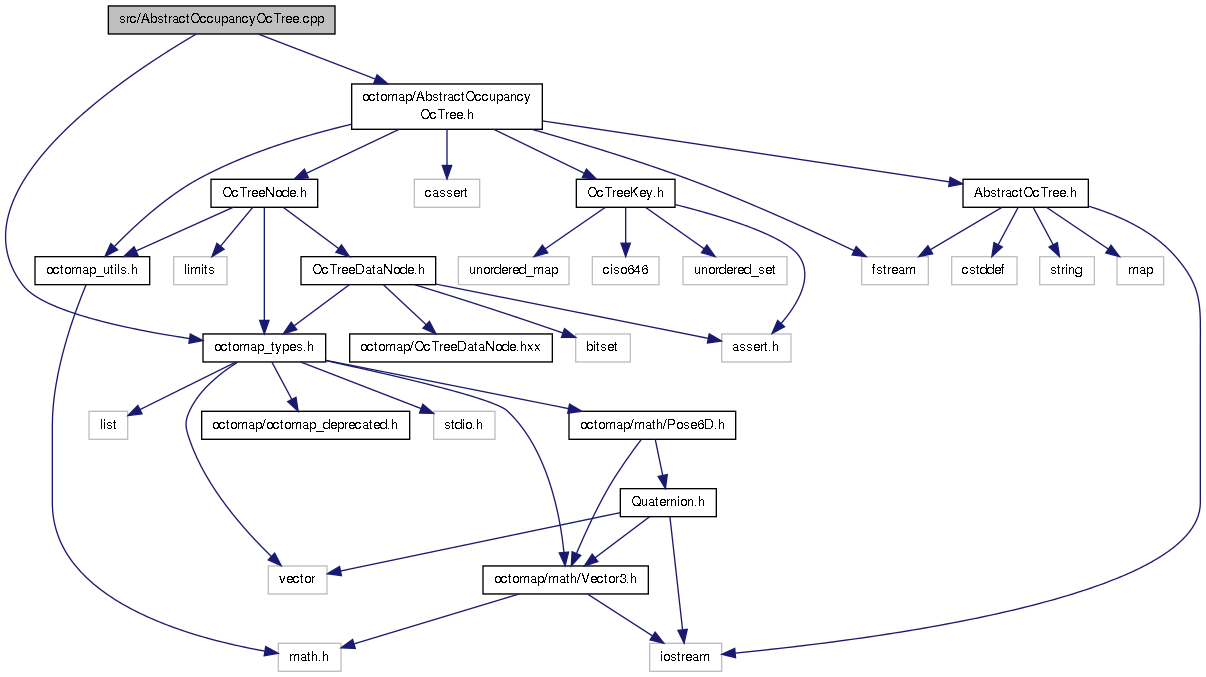 src/AbstractOccupancyOcTree.cpp
octomap/AbstractOccupancy
OcTree.h
OcTreeNode.h
cassert
OcTreeKey.h
AbstractOcTree.h
octomap_utils.h
limits
OcTreeDataNode.h
unordered_map
ciso646
unordered_set
fstream
cstddef
string
map
octomap_types.h
octomap/OcTreeDataNode.hxx
bitset
assert.h
list
octomap/octomap_deprecated.h
stdio.h
octomap/math/Pose6D.h
Quaternion.h
vector
octomap/math/Vector3.h
math.h
iostream